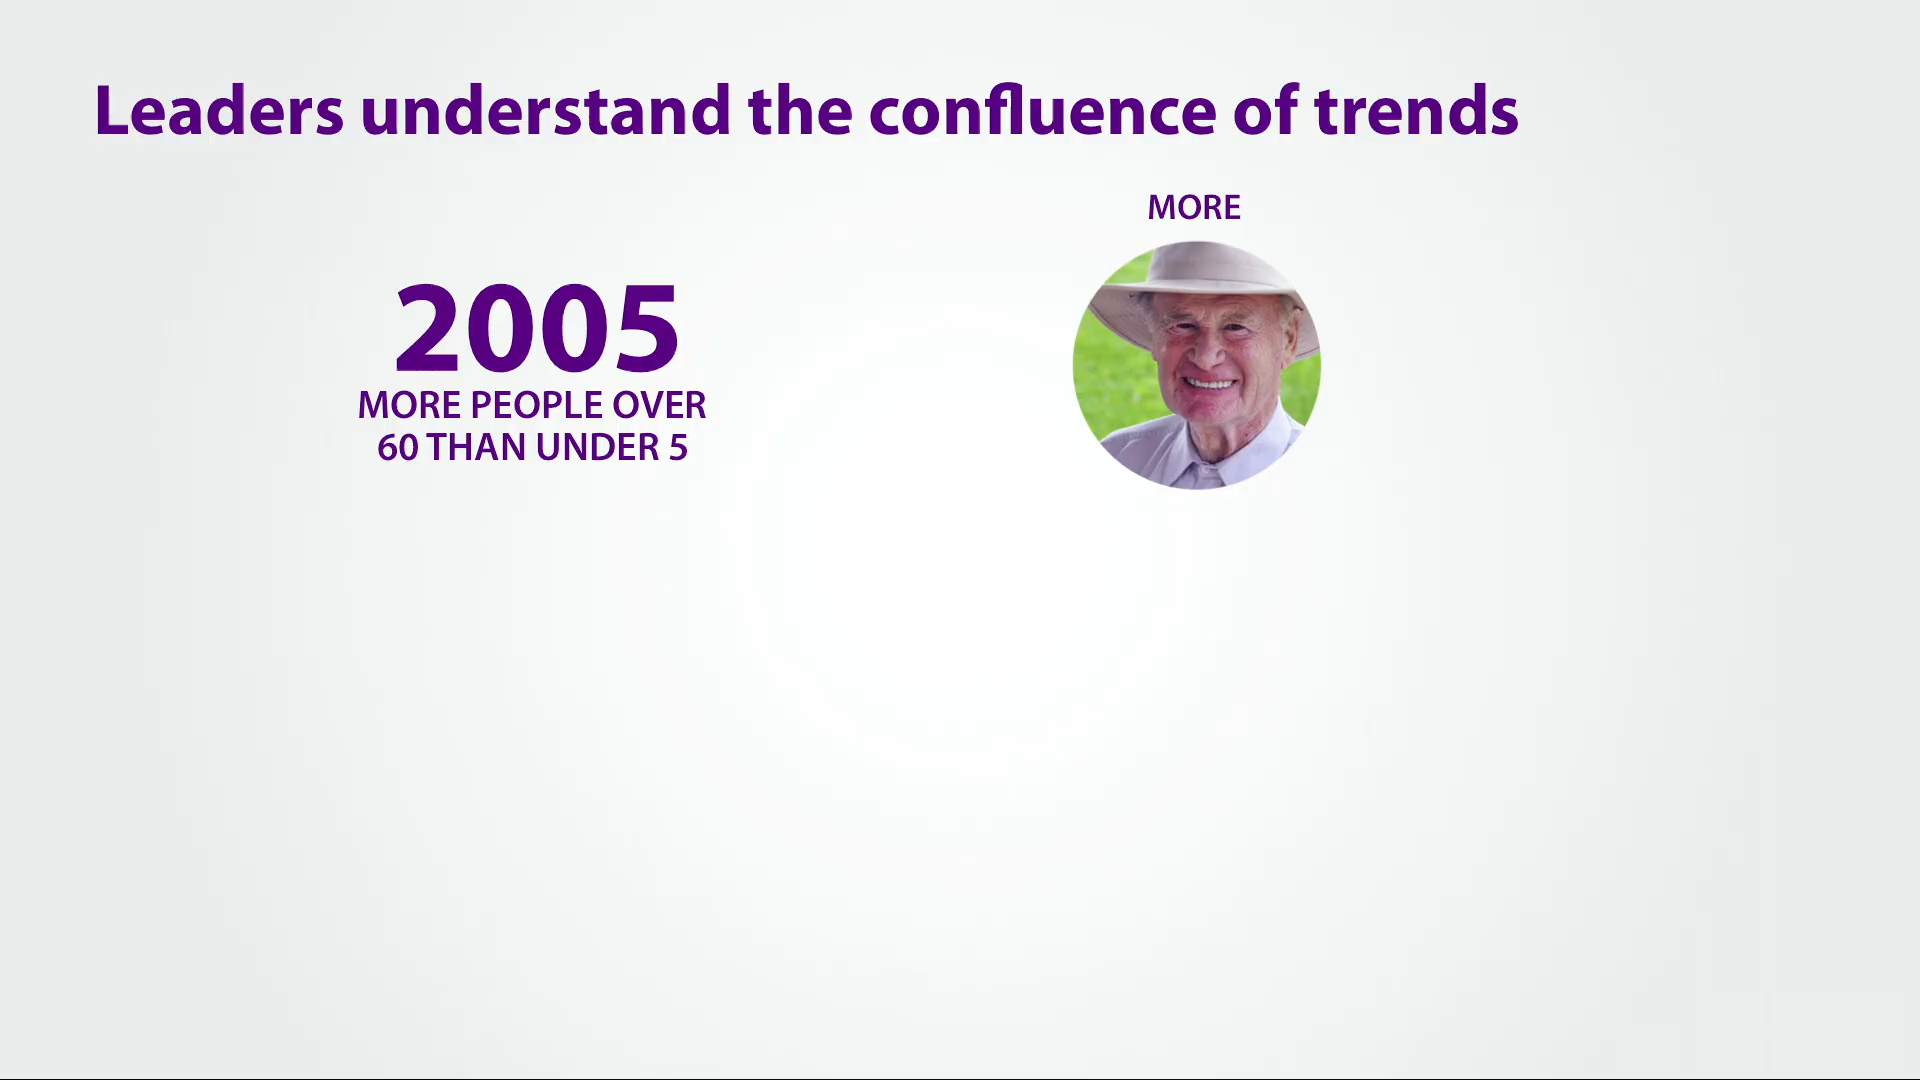 Leaders understand the confluence of trends
2005
MORE PEOPLE OVER
60 THAN UNDER 5
MORE